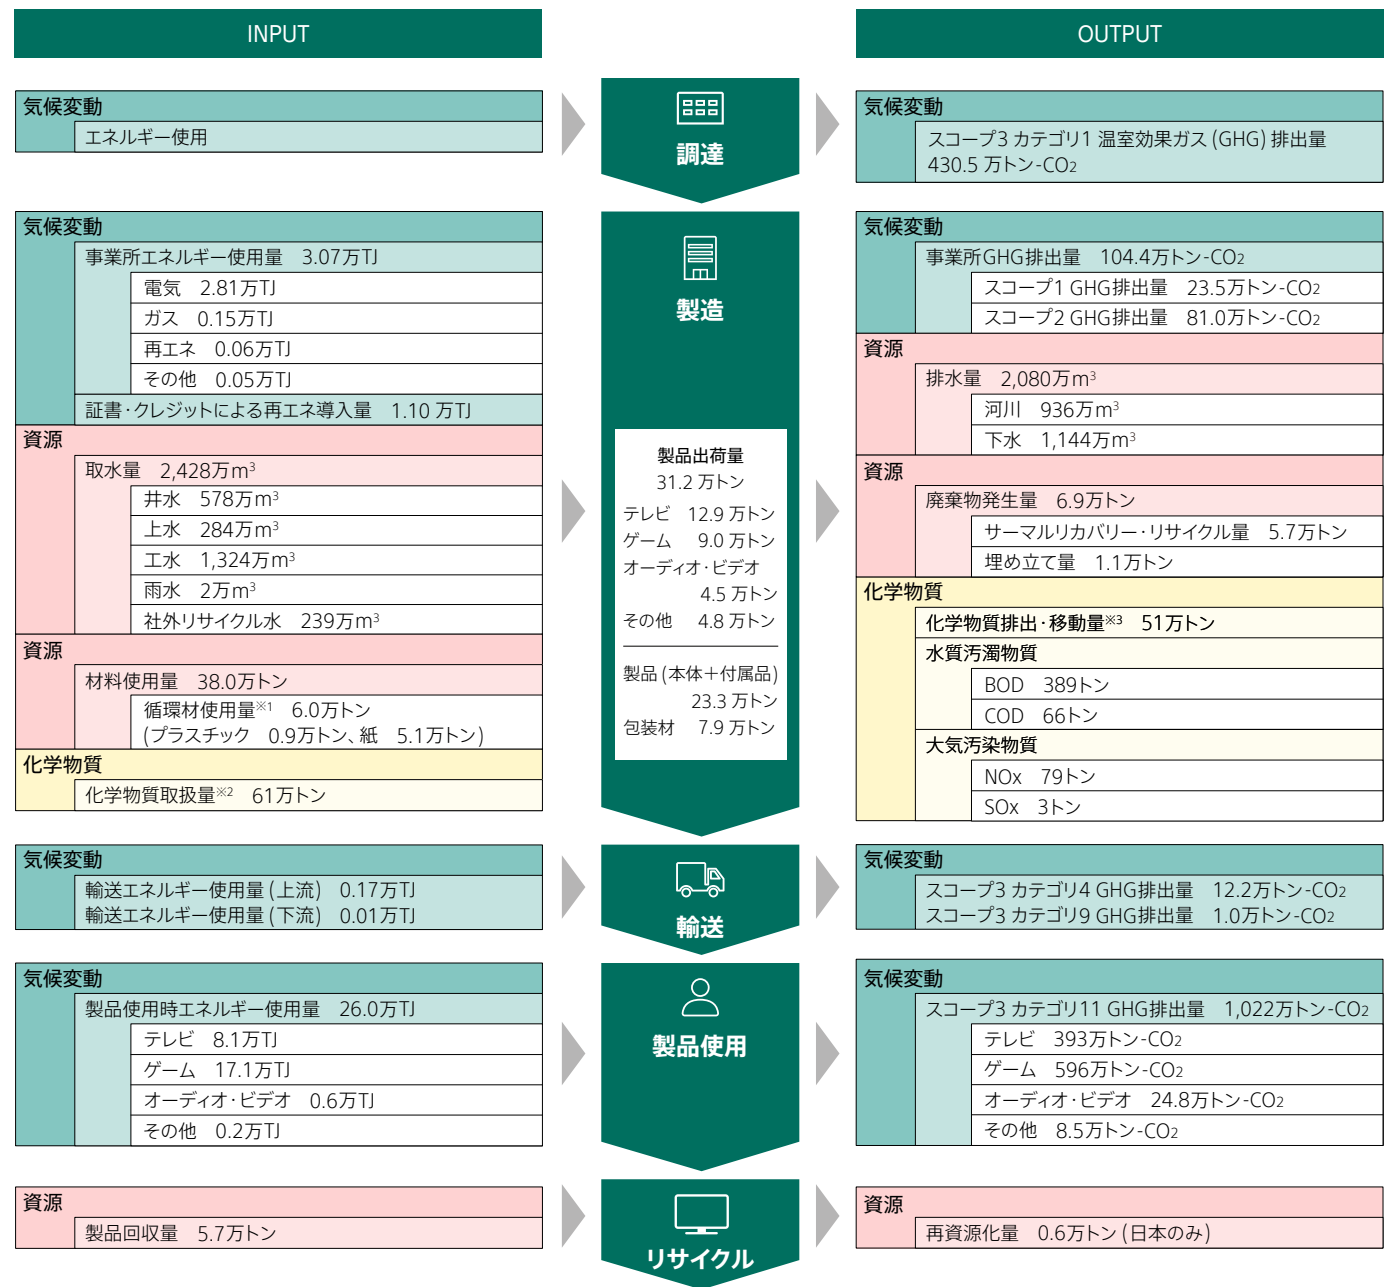 INPUT
OUTPUT
気候変動
エネルギー使用
調達
気候変動
スコープ3 カテゴリ1 温室効果ガス (GHG) 排出量
430.5 万トン-CO2
気候変動
事業所エネルギー使用量 3.07万TJ
電気 2.81万TJ
ガス 0.15万TJ
再エネ 0.06万TJ
その他 0.05万TJ
証書・クレジットによる再エネ導入量 1.10 万TJ
資源
取水量 2,428万m³
井水 578万m³
上水 284万m³
工水 1,324万m³
雨水 2万m³
社外リサイクル水 239万m³
資源
材料使用量 38.0万トン
循環材使用量※1 6.0万トン
(プラスチック 0.9万トン、紙 5.1万トン)
化学物質
化学物質取扱量※2 61万トン
製造
製品出荷量
31.2 万トン
テレビ 12.9 万トン
ゲーム 9.0 万トン
オーディオ・ビデオ
4.5 万トン
その他 4.8 万トン
製品 (本体＋付属品)
23.3 万トン
包装材 7.9 万トン
気候変動
事業所GHG排出量 104.4万トン-CO2
スコープ1 GHG排出量 23.5万トン-CO2
スコープ2 GHG排出量 81.0万トン-CO2
資源
排水量 2,080万m³
河川 936万m³
下水 1,144万m³
資源
廃棄物発生量 6.9万トン
サーマルリカバリー・リサイクル量 5.7万トン
埋め立て量 1.1万トン
化学物質
化学物質排出・移動量※3 51万トン
水質汚濁物質
BOD 389トン
COD 66トン
大気汚染物質
NOx 79トン
SOx 3トン
気候変動
輸送エネルギー使用量 (上流) 0.17万TJ
輸送エネルギー使用量 (下流) 0.01万TJ
輸送
気候変動
スコープ3 カテゴリ4 GHG排出量 12.2万トン-CO2
スコープ3 カテゴリ9 GHG排出量 1.0万トン-CO2
気候変動
製品使用時エネルギー使用量 26.0万TJ
テレビ 8.1万TJ
ゲーム 17.1万TJ
オーディオ・ビデオ 0.6万TJ
その他 0.2万TJ
製品使用
気候変動
スコープ3 カテゴリ11 GHG排出量 1,022万トン-CO2
テレビ 393万トン-CO2
ゲーム 596万トン-CO2
オーディオ・ビデオ 24.8万トン-CO2
その他 8.5万トン-CO2
資源
製品回収量 5.7万トン
リサイクル
資源
再資源化量 0.6万トン (日本のみ)